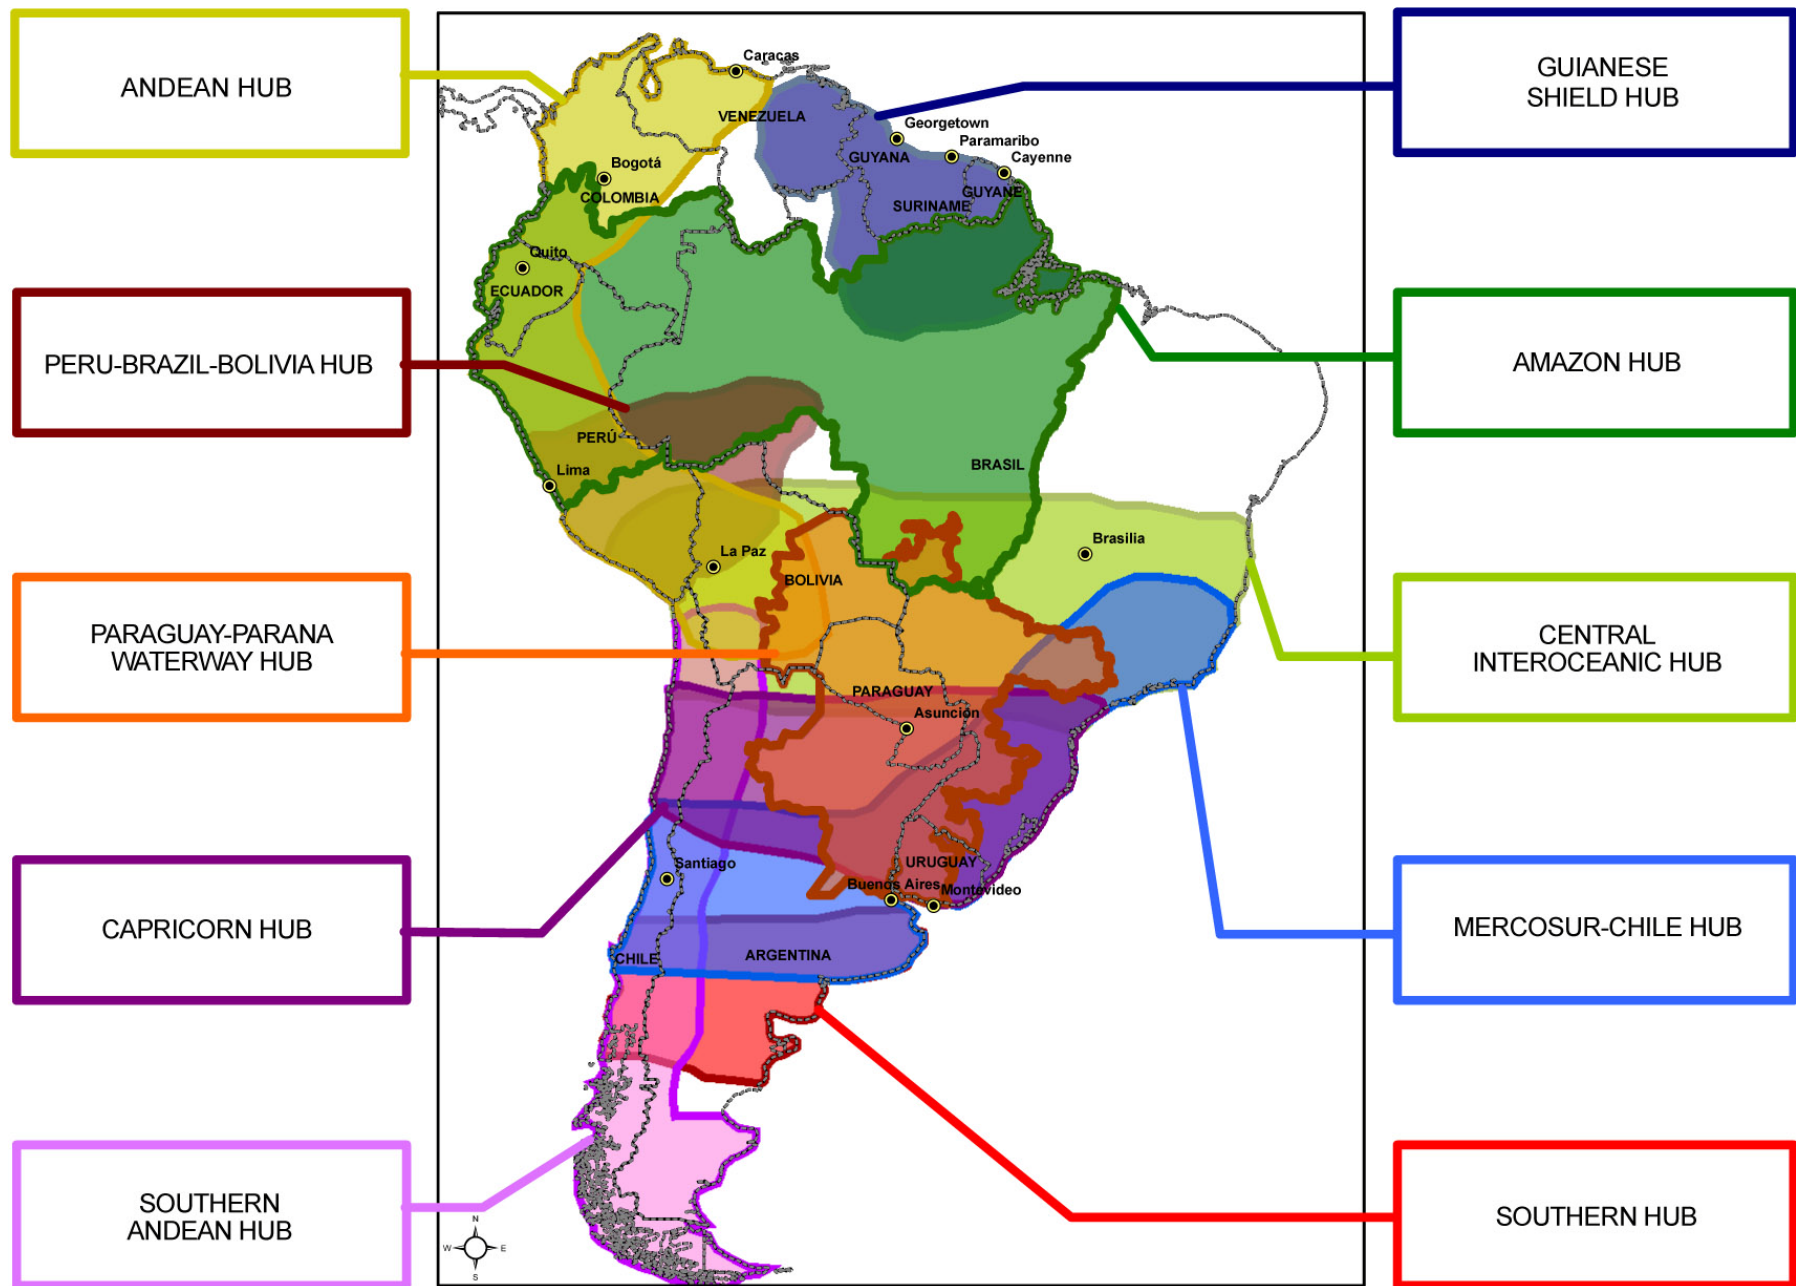 ANDEAN HUB
PERU-BRAZIL-BOLIVIA HUB
PARAGUAY-PARANA
WATERWAY HUB
CAPRICORN HUB
SOUTHERN
ANDEAN HUB
Caracas
VENEZUELA
Georgetown
Paramaribo
GUYANA
Cayenne
Bogotá
COLOMBIA
GUYANE
SURINAME
Quito
ECUADOR
PERÚ
Lima
BRASIL
Brasilia
La Paz
BOLIVIA
PARAGUAY
Asunción
Santiago
URUGUAY
Buenos Aires
Montevideo
CHILE
ARGENTINA
N
W
E
S
GUIANESE
SHIELD HUB
AMAZON HUB
CENTRAL
INTEROCEANIC HUB
MERCOSUR-CHILE HUB
SOUTHERN HUB